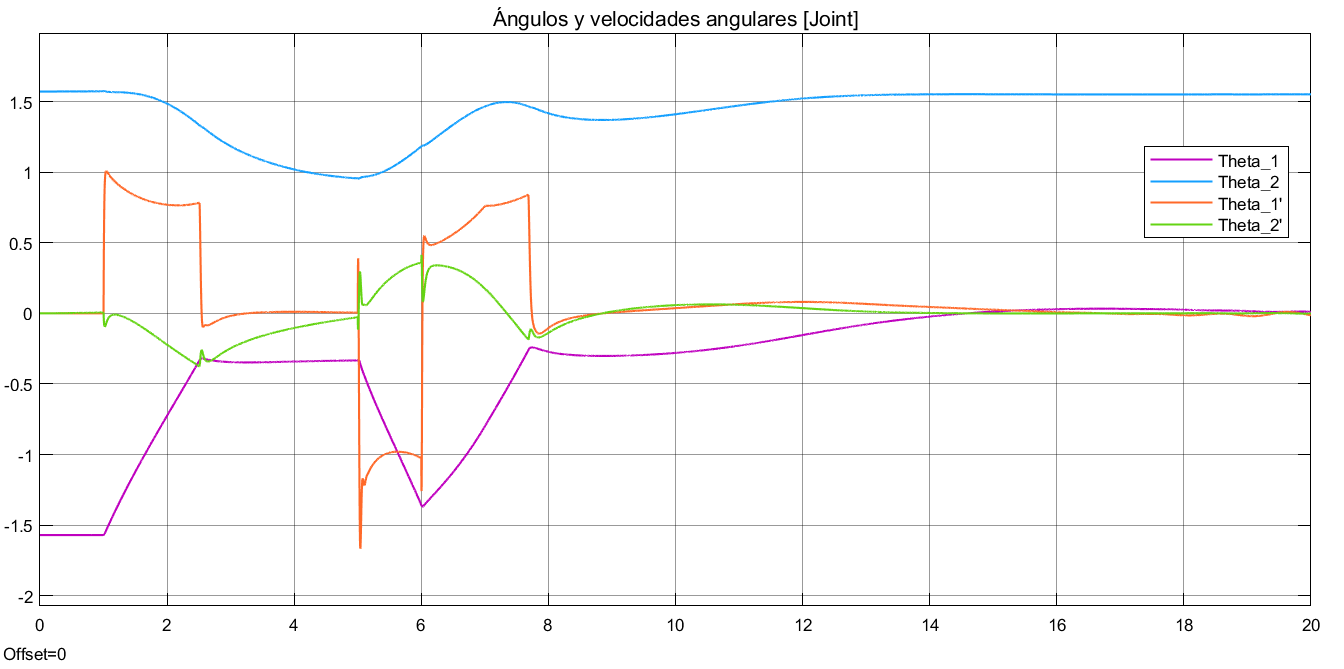 Ángulos y velocidades angulares [Joint]
1.5
1
0.5
0
-0.5
-1
-1.5
-2
Theta_1
Theta_2
Theta_1'
Theta_2'
0 2 4 6 8 10 12 14 16 18 20
Offset=0